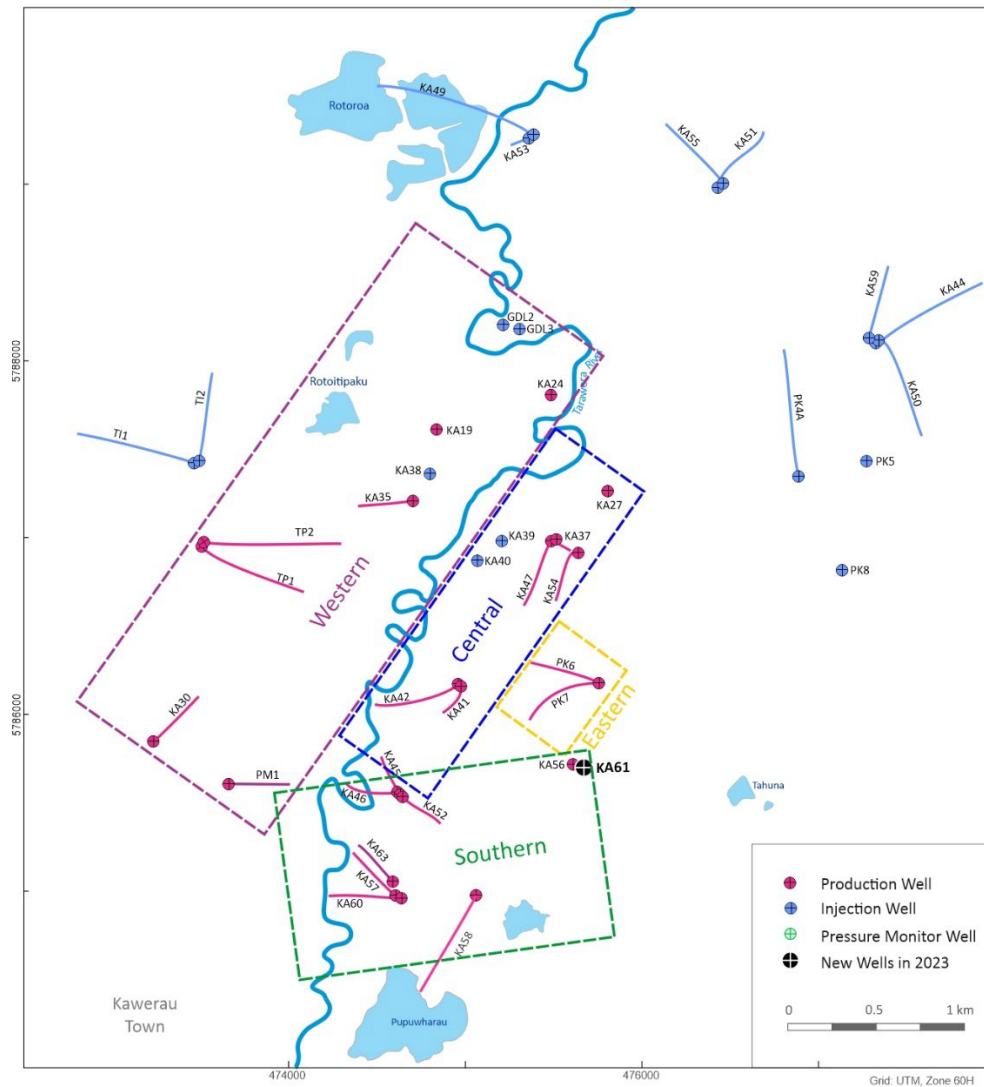 KA49
Rotoroa
KA53
KA55
KA51
KA59
KA44
GDL2
GDL3
5788000
Tarawera River
Rotoitipaku
KA24
KA50
PK4A
TI2
TI1
KA19
KA38
PK5
KA35
KA27
TP2
KA39
KA37
KA40
PK8
TP1
KA47
KA54
Western
Central
PK6
PK7
KA42
KA41
KA30
5786000
Eastern
KA45
KA56
KA61
PM1
KA46
Tahuna
KA52
Southern
KA63
KA57
KA60
KA58
Production Well
Injection Well
Pressure Monitor Well
New Wells in 2023
Kawerau
Town
Pupuwharau
0 0.5 1 km
474000 476000
Grid: UTM, Zone 60H